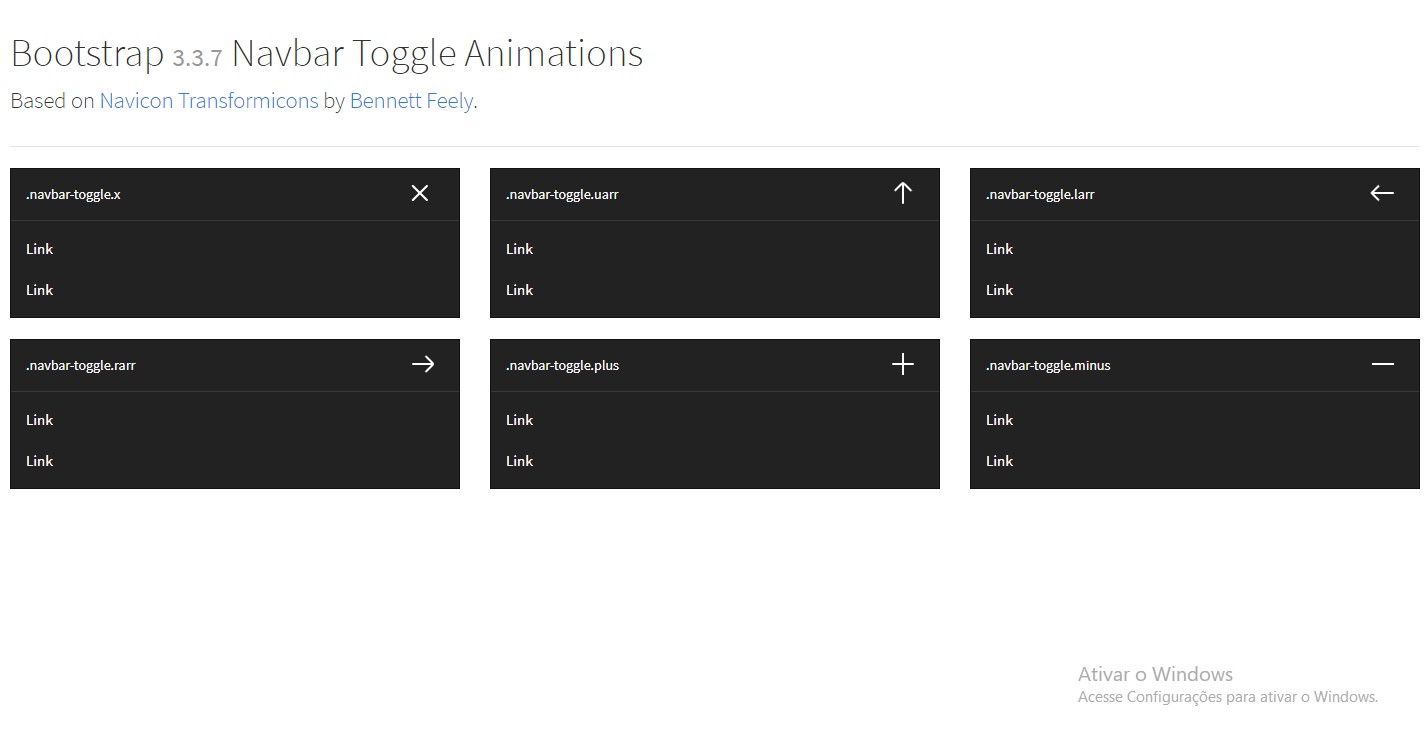 Bootstrap 3.3.7 Navbar Toggle Animations
Based on Navicon Transformicons by Bennett Feely.
.navbar-toggle.x
Link
Link
.navbar-toggle.uarr
Link
Link
.navbar-toggle.larr
Link
Link
.navbar-toggle.rarr
Link
Link
.navbar-toggle.plus
Link
Link
.navbar-toggle.minus
Link
Link
Ativar o Windows
Acesse Configurações para ativar o Windows.